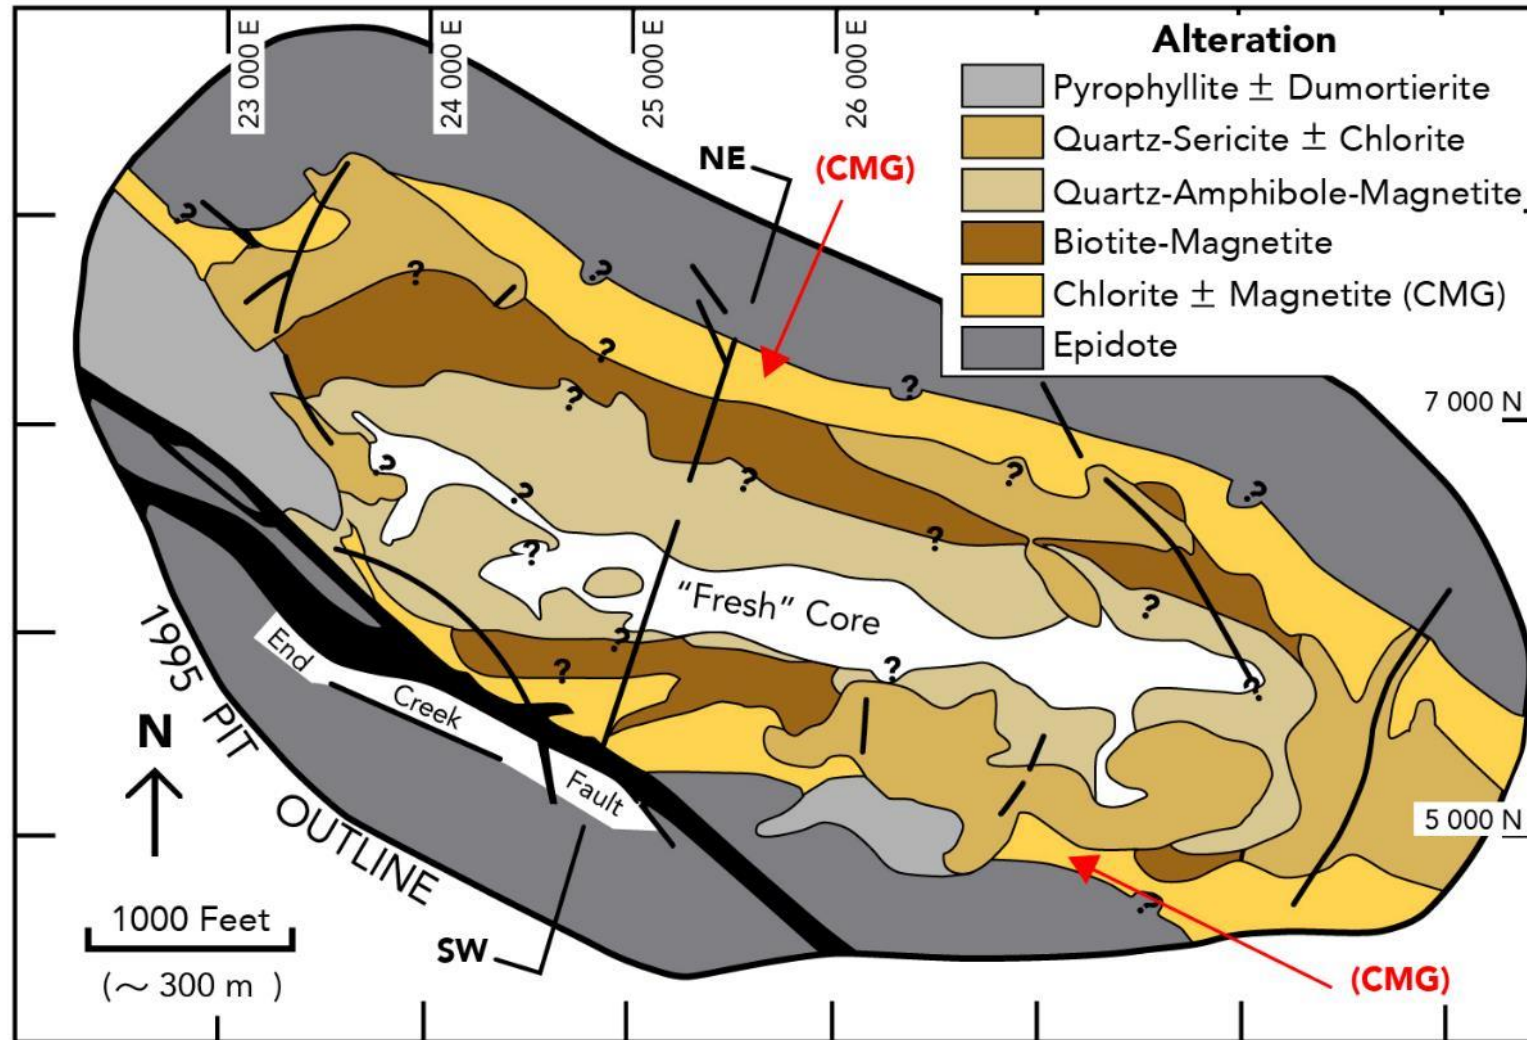 23 000 E
24 000 E
25 000 E
26 000 E
Alteration
Pyrophyllite ± Dumortierite
Quartz-Sericite ± Chlorite
Quartz-Amphibole-Magnetite
Biotite-Magnetite
Chlorite ± Magnetite (CMG)
Epidote
NE
(CMG)
?
?
?
?
?
?
7 000 N
?
?
?
?
?
?
?
"Fresh" Core
?
?
?
?
?
1995 PIT OUTLINE
End Creek Fault
N
5 000 N
?
1000 Feet
(~ 300 m )
SW
(CMG)